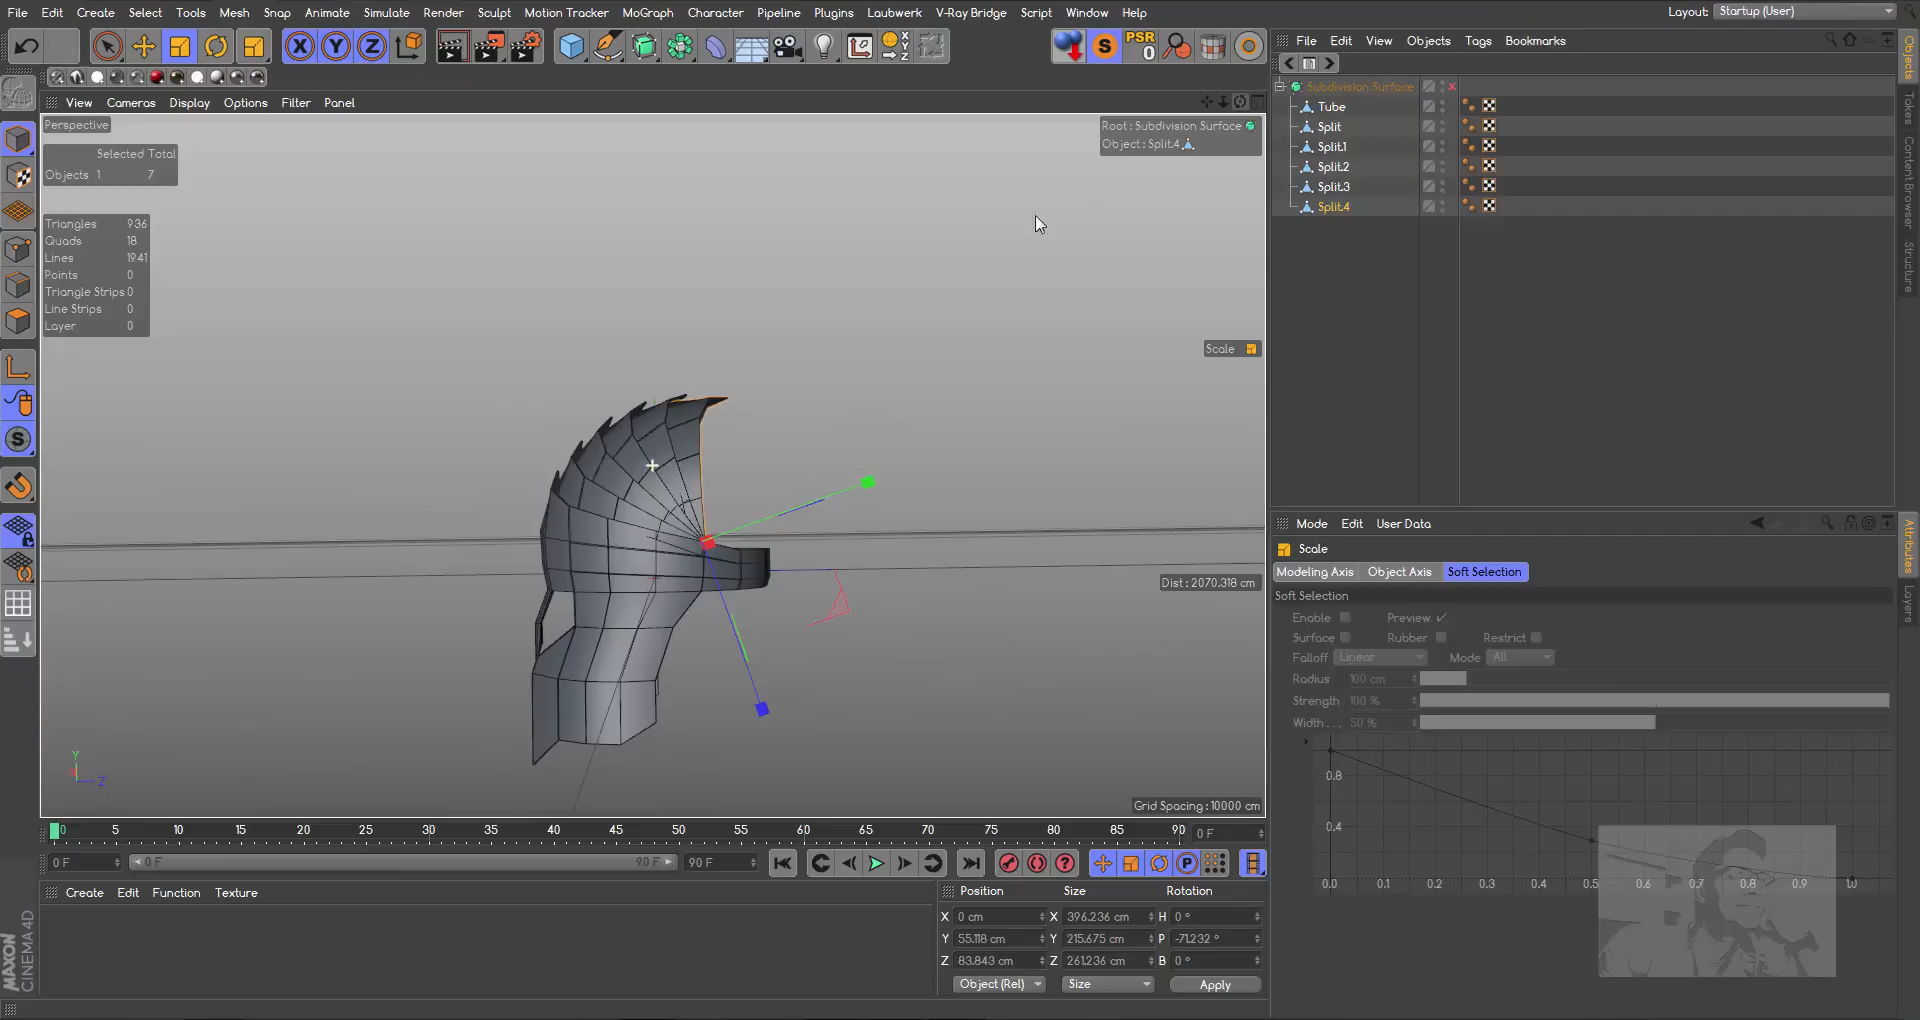 File Edit Create Select Tools Mesh Snap Animate Simulate Render Sculpt Motion Tracker MoGraph Character Pipeline Plugins Laubwerk V-Ray Bridge Script Window Help Layout: Startup (User)
X Y Z S PSR 0 X Y Z
File Edit View Objects Tags Bookmarks
View Cameras Display Options Filter Panel
Perspective
Selected Total
Objects 1 7
Triangles 936
Quads 18
Lines 1941
Points 0
Triangle Strips 0
Line Strips 0
Layer 0
Root : Subdivision Surface
Object : Split.4
Scale
Dist : 2070.318 cm
Grid Spacing : 10000 cm
Y
Z
S
Subdivision Surface
Tube
Split
Split.1
Split.2
Split.3
Split.4
Objects
Takes
Content Browser
Structure
Mode Edit User Data
Scale
Modeling Axis Object Axis Soft Selection
Soft Selection
Enable Preview
Surface Rubber Restrict
Falloff Linear Mode All
Radius 100 cm
Strength 100 %
Width . . . 50 %
0.8
0.4
0.0 0.1 0.2 0.3 0.4 0.5 0.6 0.7 0.8 0.9 1.0
Attributes
Layers
0 5 10 15 20 25 30 35 40 45 50 55 60 65 70 75 80 85 90 0 F
0 F 0 F 90 F 90 F P
Create Edit Function Texture
Position Size Rotation
X 0 cm X 396.236 cm H 0 °
Y 55.118 cm Y 215.675 cm P -71.232 °
Z 83.843 cm Z 261.236 cm B 0 °
Object (Rel) Size Apply
MAXON
CINEMA4D